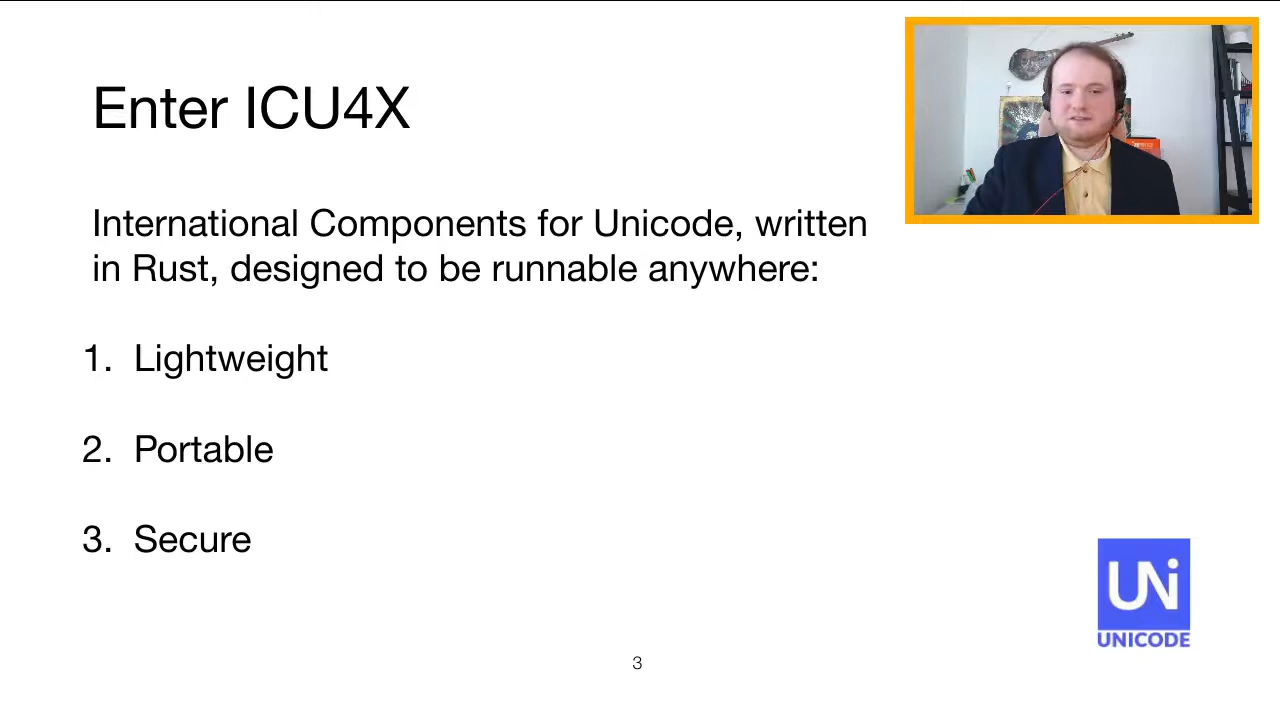 Enter ICU4X
International Components for Unicode, written
in Rust, designed to be runnable anywhere:
1. Lightweight
2. Portable
3. Secure
UNi
UNICODE
3